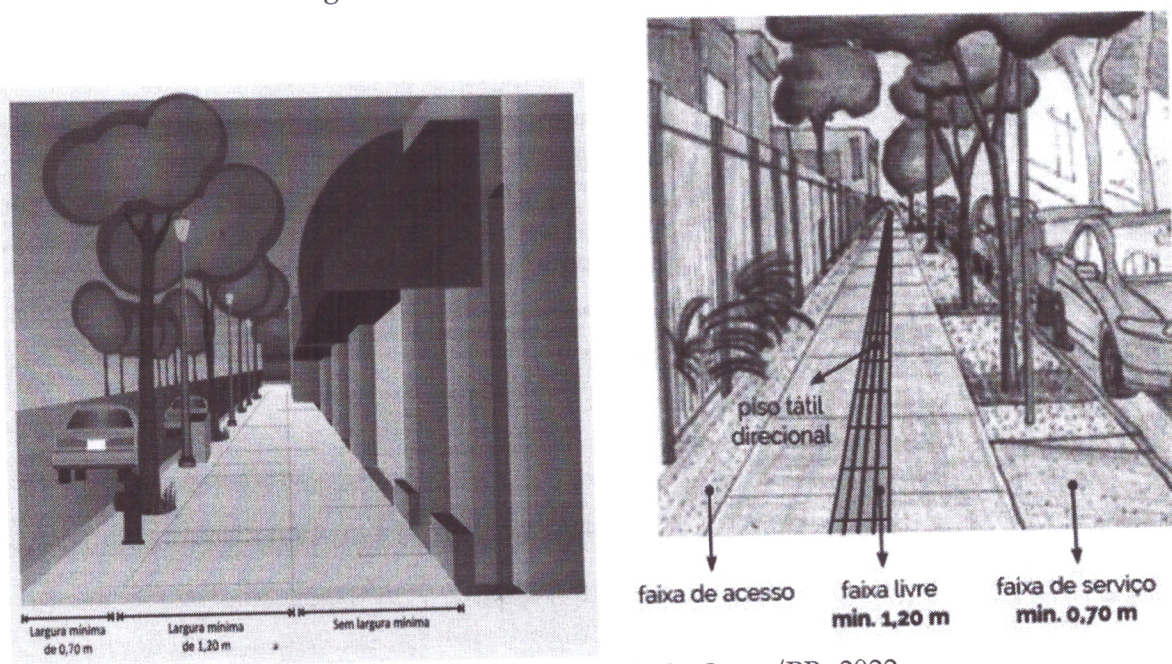 Largura mínima
de 0,70 m
Largura mínima
de 1,20 m
Sem largura mínima
piso tátil
direcional
faixa de acesso
faixa livre
min. 1,20 m
faixa de serviço
min. 0,70 m
2022